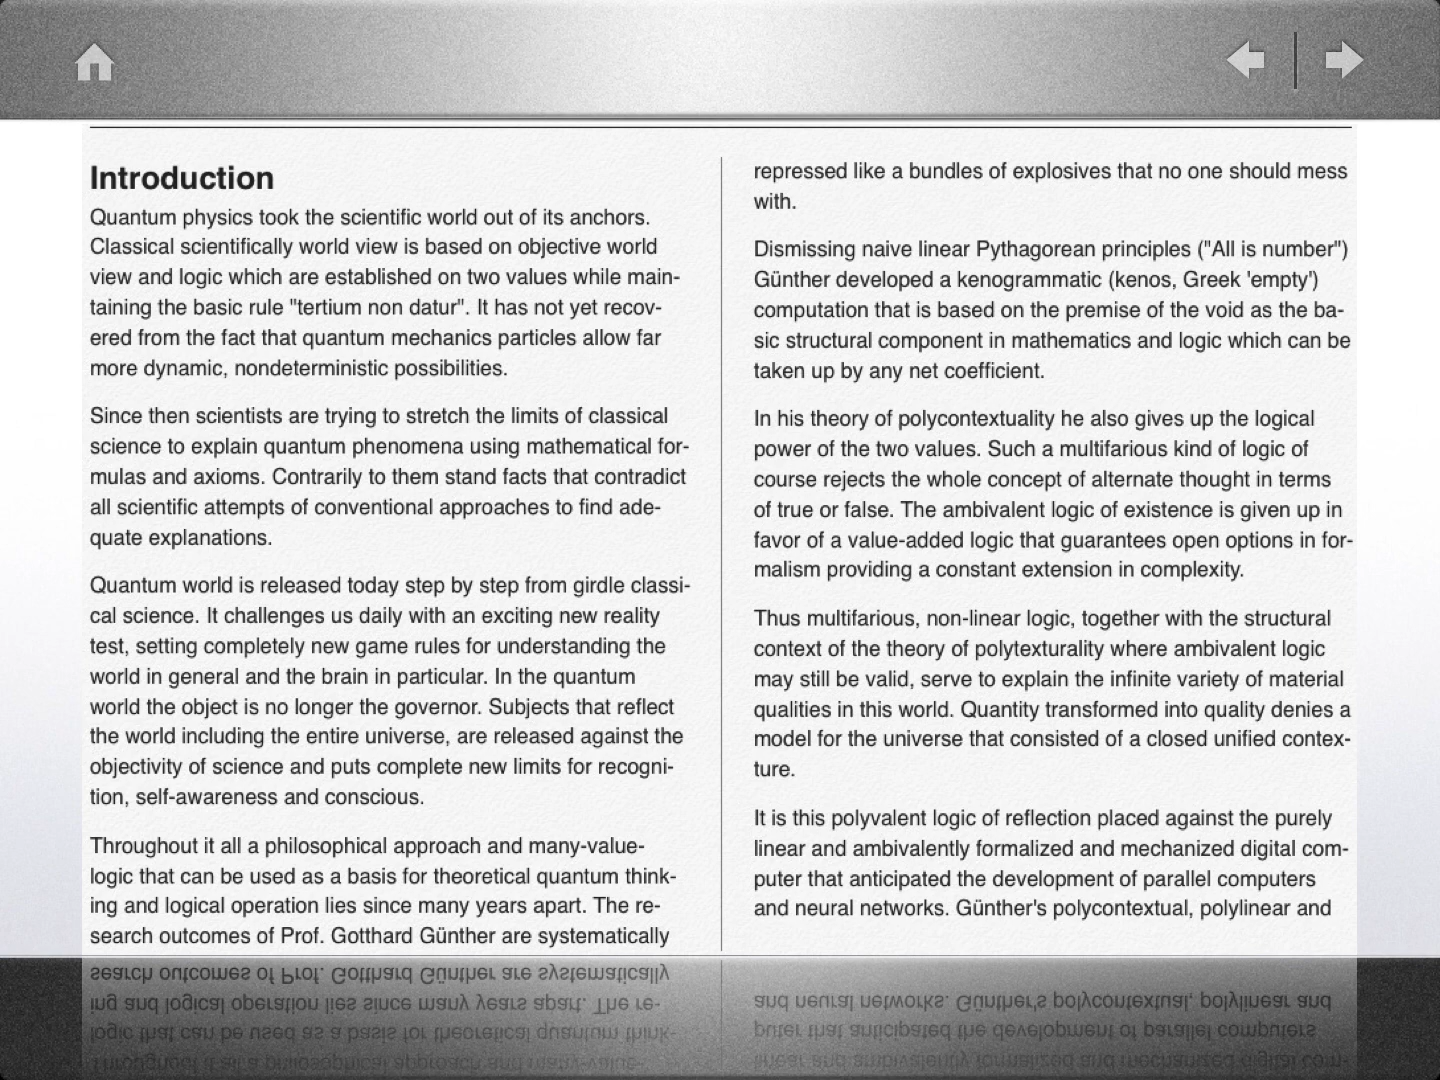 Introduction
Quantum physics took the scientific world out of its anchors.
Classical scientifically world view is based on objective world
view and logic which are established on two values while main-
taining the basic rule "tertium non datur". It has not yet recov-
ered from the fact that quantum mechanics particles allow far
more dynamic, nondeterministic possibilities.
Since then scientists are trying to stretch the limits of classical
science to explain quantum phenomena using mathematical for-
mulas and axioms. Contrarily to them stand facts that contradict
all scientific attempts of conventional approaches to find ade-
quate explanations.
Quantum world is released today step by step from girdle classi-
cal science. It challenges us daily with an exciting new reality
test, setting completely new game rules for understanding the
world in general and the brain in particular. In the quantum
world the object is no longer the governor. Subjects that reflect
the world including the entire universe, are released against the
objectivity of science and puts complete new limits for recogni-
tion, self-awareness and conscious.
Throughout it all a philosophical approach and many-value-
logic that can be used as a basis for theoretical quantum think-
ing and logical operation lies since many years apart. The re-
search outcomes of Prof. Gotthard Günther are systematically
repressed like a bundles of explosives that no one should mess
with.
Dismissing naive linear Pythagorean principles ("All is number")
Günther developed a kenogrammatic (kenos, Greek 'empty')
computation that is based on the premise of the void as the ba-
sic structural component in mathematics and logic which can be
taken up by any net coefficient.
In his theory of polycontextuality he also gives up the logical
power of the two values. Such a multifarious kind of logic of
course rejects the whole concept of alternate thought in terms
of true or false. The ambivalent logic of existence is given up in
favor of a value-added logic that guarantees open options in for-
malism providing a constant extension in complexity.
Thus multifarious, non-linear logic, together with the structural
context of the theory of polytexturality where ambivalent logic
may still be valid, serve to explain the infinite variety of material
qualities in this world. Quantity transformed into quality denies a
model for the universe that consisted of a closed unified contex-
ture.
It is this polyvalent logic of reflection placed against the purely
linear and ambivalently formalized and mechanized digital com-
puter that anticipated the development of parallel computers
and neural networks. Günther's polycontextual, polylinear and